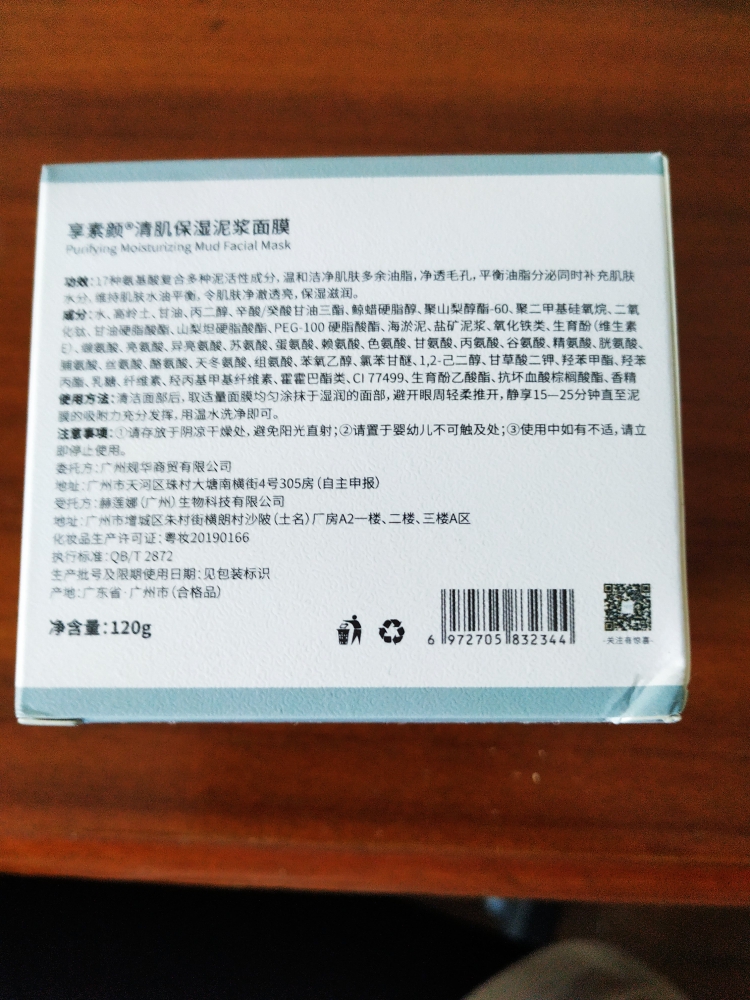 享素颜®清肌保湿泥浆面膜
Purifying Moisturizing Mud Facial Mask
功效:17种氨基酸复合多种泥活性成分,温和洁净肌肤多余油脂,净透毛孔,平衡油脂分泌同时补充肌肤
水分,维持肌肤水油平衡,令肌肤净澈透亮,保湿滋润。
成分:水、高岭土、甘油、丙二醇、辛酸/癸酸甘油三酯、鲸蜡硬脂醇、聚山梨醇酯-60、聚二甲基硅氧烷、二氧
化钛、甘油硬脂酸酯、山梨坦硬脂酸酯、PEG-100 硬脂酸酯、海淤泥、盐矿泥浆、氧化铁类、生育酚(维生素
E)、缬氨酸、亮氨酸、异亮氨酸、苏氨酸、蛋氨酸、赖氨酸、色氨酸、甘氨酸、丙氨酸、谷氨酸、精氨酸、胱氨酸、
脯氨酸、丝氨酸、酪氨酸、天冬氨酸、组氨酸、苯氧乙醇、氯苯甘醚、1,2-己二醇、甘草酸二钾、羟苯甲酯、羟苯
丙酯、乳糖、纤维素、羟丙基甲基纤维素、霍霍巴酯类、CI 77499、生育酚乙酸酯、抗坏血酸棕榈酸酯、香精
使用方法:清洁面部后,取适量面膜均匀涂抹于湿润的面部,避开眼周轻柔推开,静享15—25分钟直至泥
膜的吸附力充分发挥,用温水洗净即可。
注意事项:①请存放于阴凉干燥处,避免阳光直射;②请置于婴幼儿不可触及处;③使用中如有不适,请立
即停止使用。
委托方:广州规华商贸有限公司
地址:广州市天河区珠村大塘南横街4号305房(自主申报)
受托方:赫莲娜(广州)生物科技有限公司
地址:广州市增城区朱村街横朗村沙陂(土名)厂房A2一楼、二楼、三楼A区
化妆品生产许可证:粤妆20190166
执行标准:QB/T 2872
生产批号及限期使用日期:见包装标识
产地:广东省·广州市(合格品)
净含量:120g
6 972705 832344
·关注有惊喜·